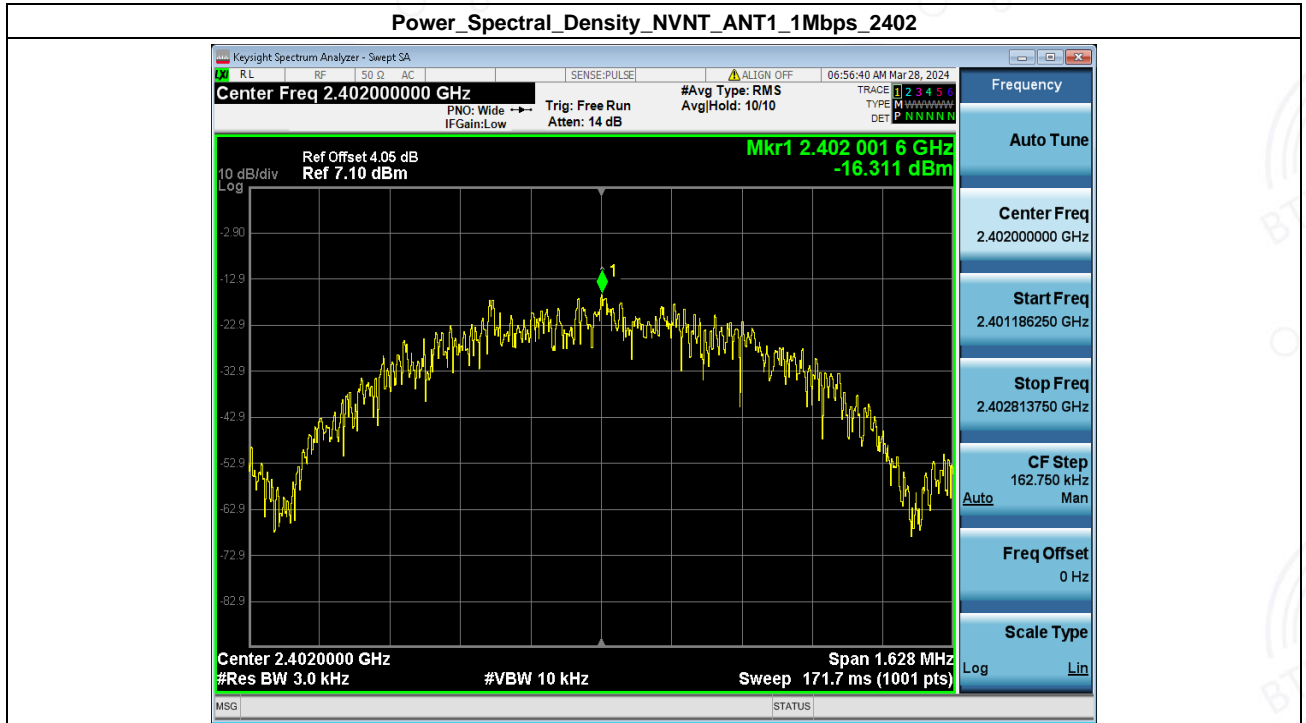 Power_Spectral_Density_NVNT_ANT1_1Mbps_2402
Keysight Spectrum Analyzer - Swept SA
LXI RL RF 50 Ω AC SENSE:PULSE ALIGN OFF 06:56:40 AM Mar 28, 2024
Center Freq 2.402000000 GHz
PNO: Wide
IFGain:Low
Trig: Free Run
Atten: 14 dB
#Avg Type: RMS
Avg|Hold: 10/10
TRACE 1 2 3 4 5 6
TYPE M WWWWW
DET P N N N N N
Mkr1 2.402 001 6 GHz
-16.311 dBm
Ref Offset 4.05 dB
10 dB/div Ref 7.10 dBm
Log
-2.90
-12.9
-22.9
-32.9
-42.9
-52.9
-62.9
-72.9
-82.9
1
Center 2.4020000 GHz Span 1.628 MHz
#Res BW 3.0 kHz #VBW 10 kHz Sweep 171.7 ms (1001 pts)
MSG STATUS
Frequency
Auto Tune
Center Freq
2.402000000 GHz
Start Freq
2.401186250 GHz
Stop Freq
2.402813750 GHz
CF Step
162.750 kHz
Auto Man
Freq Offset
0 Hz
Scale Type
Log Lin
BT
BT